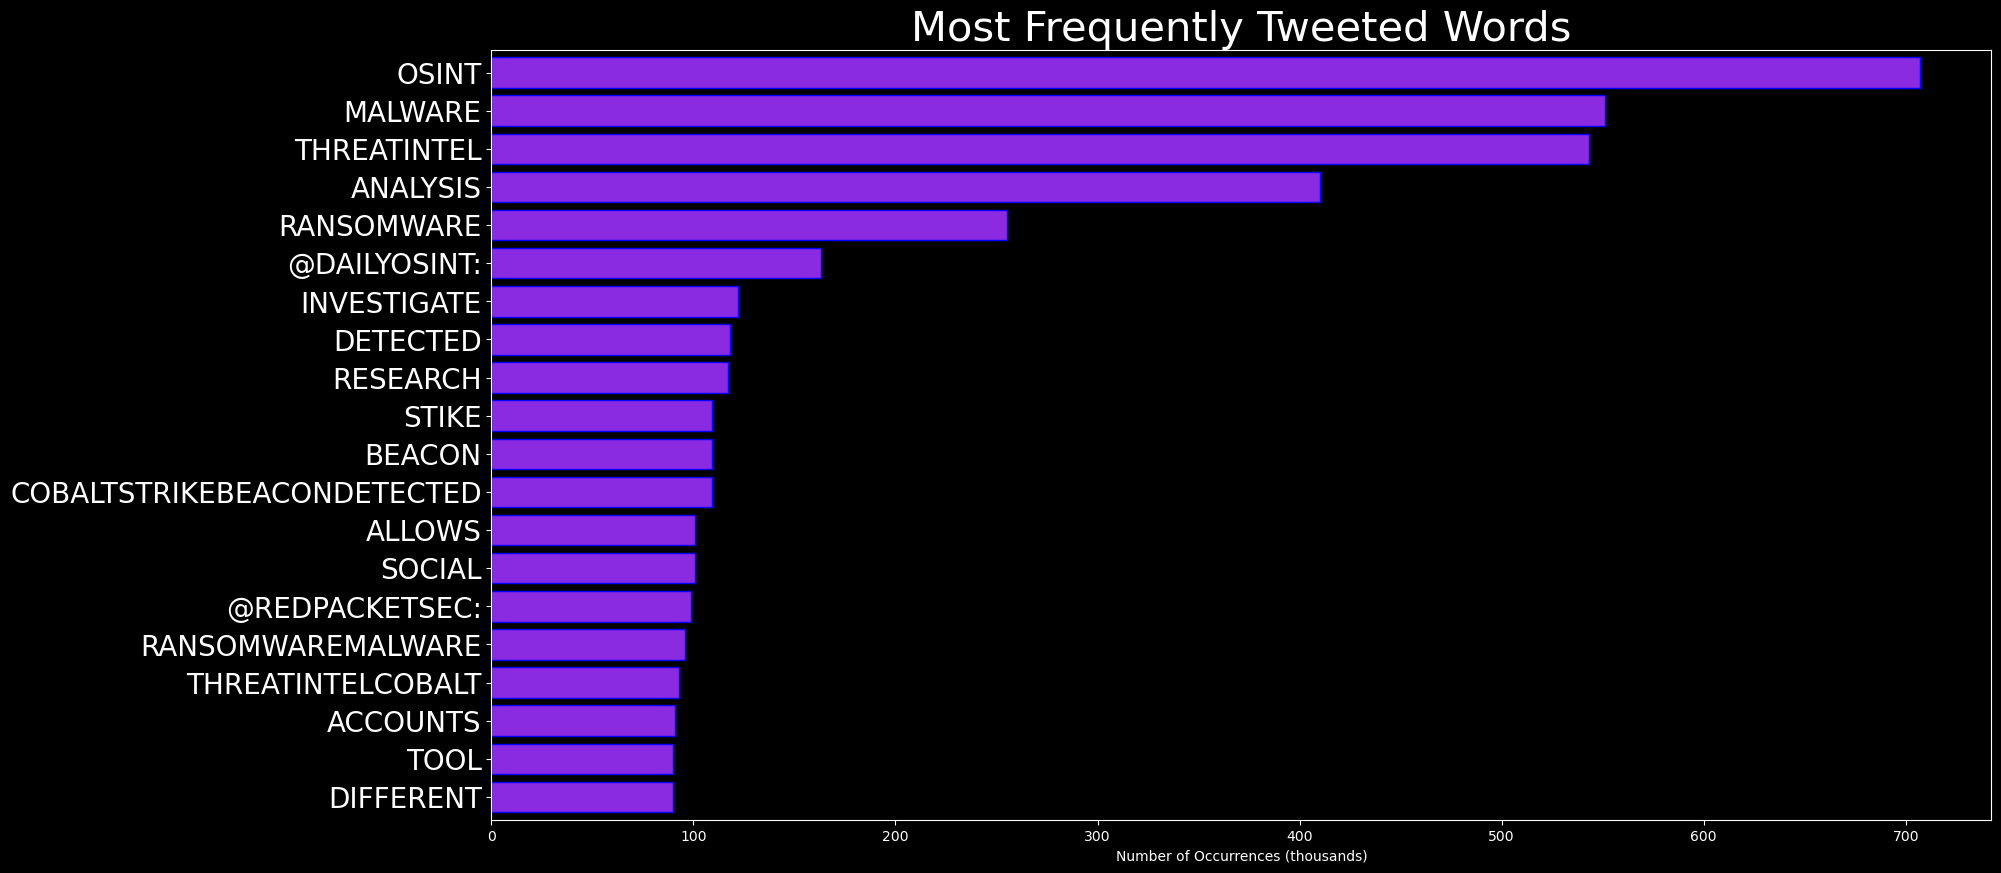 Most Frequently Tweeted Words
OSINT
MALWARE
THREATINTEL
ANALYSIS
RANSOMWARE
@DAILYOSINT:
INVESTIGATE
DETECTED
RESEARCH
STIKE
BEACON
COBALTSTRIKEBEACONDETECTED
ALLOWS
SOCIAL
@REDPACKETSEC:
RANSOMWAREMALWARE
THREATINTELCOBALT
ACCOUNTS
TOOL
DIFFERENT
0 100 200 300 400 500 600 700
Number of Occurrences (thousands)